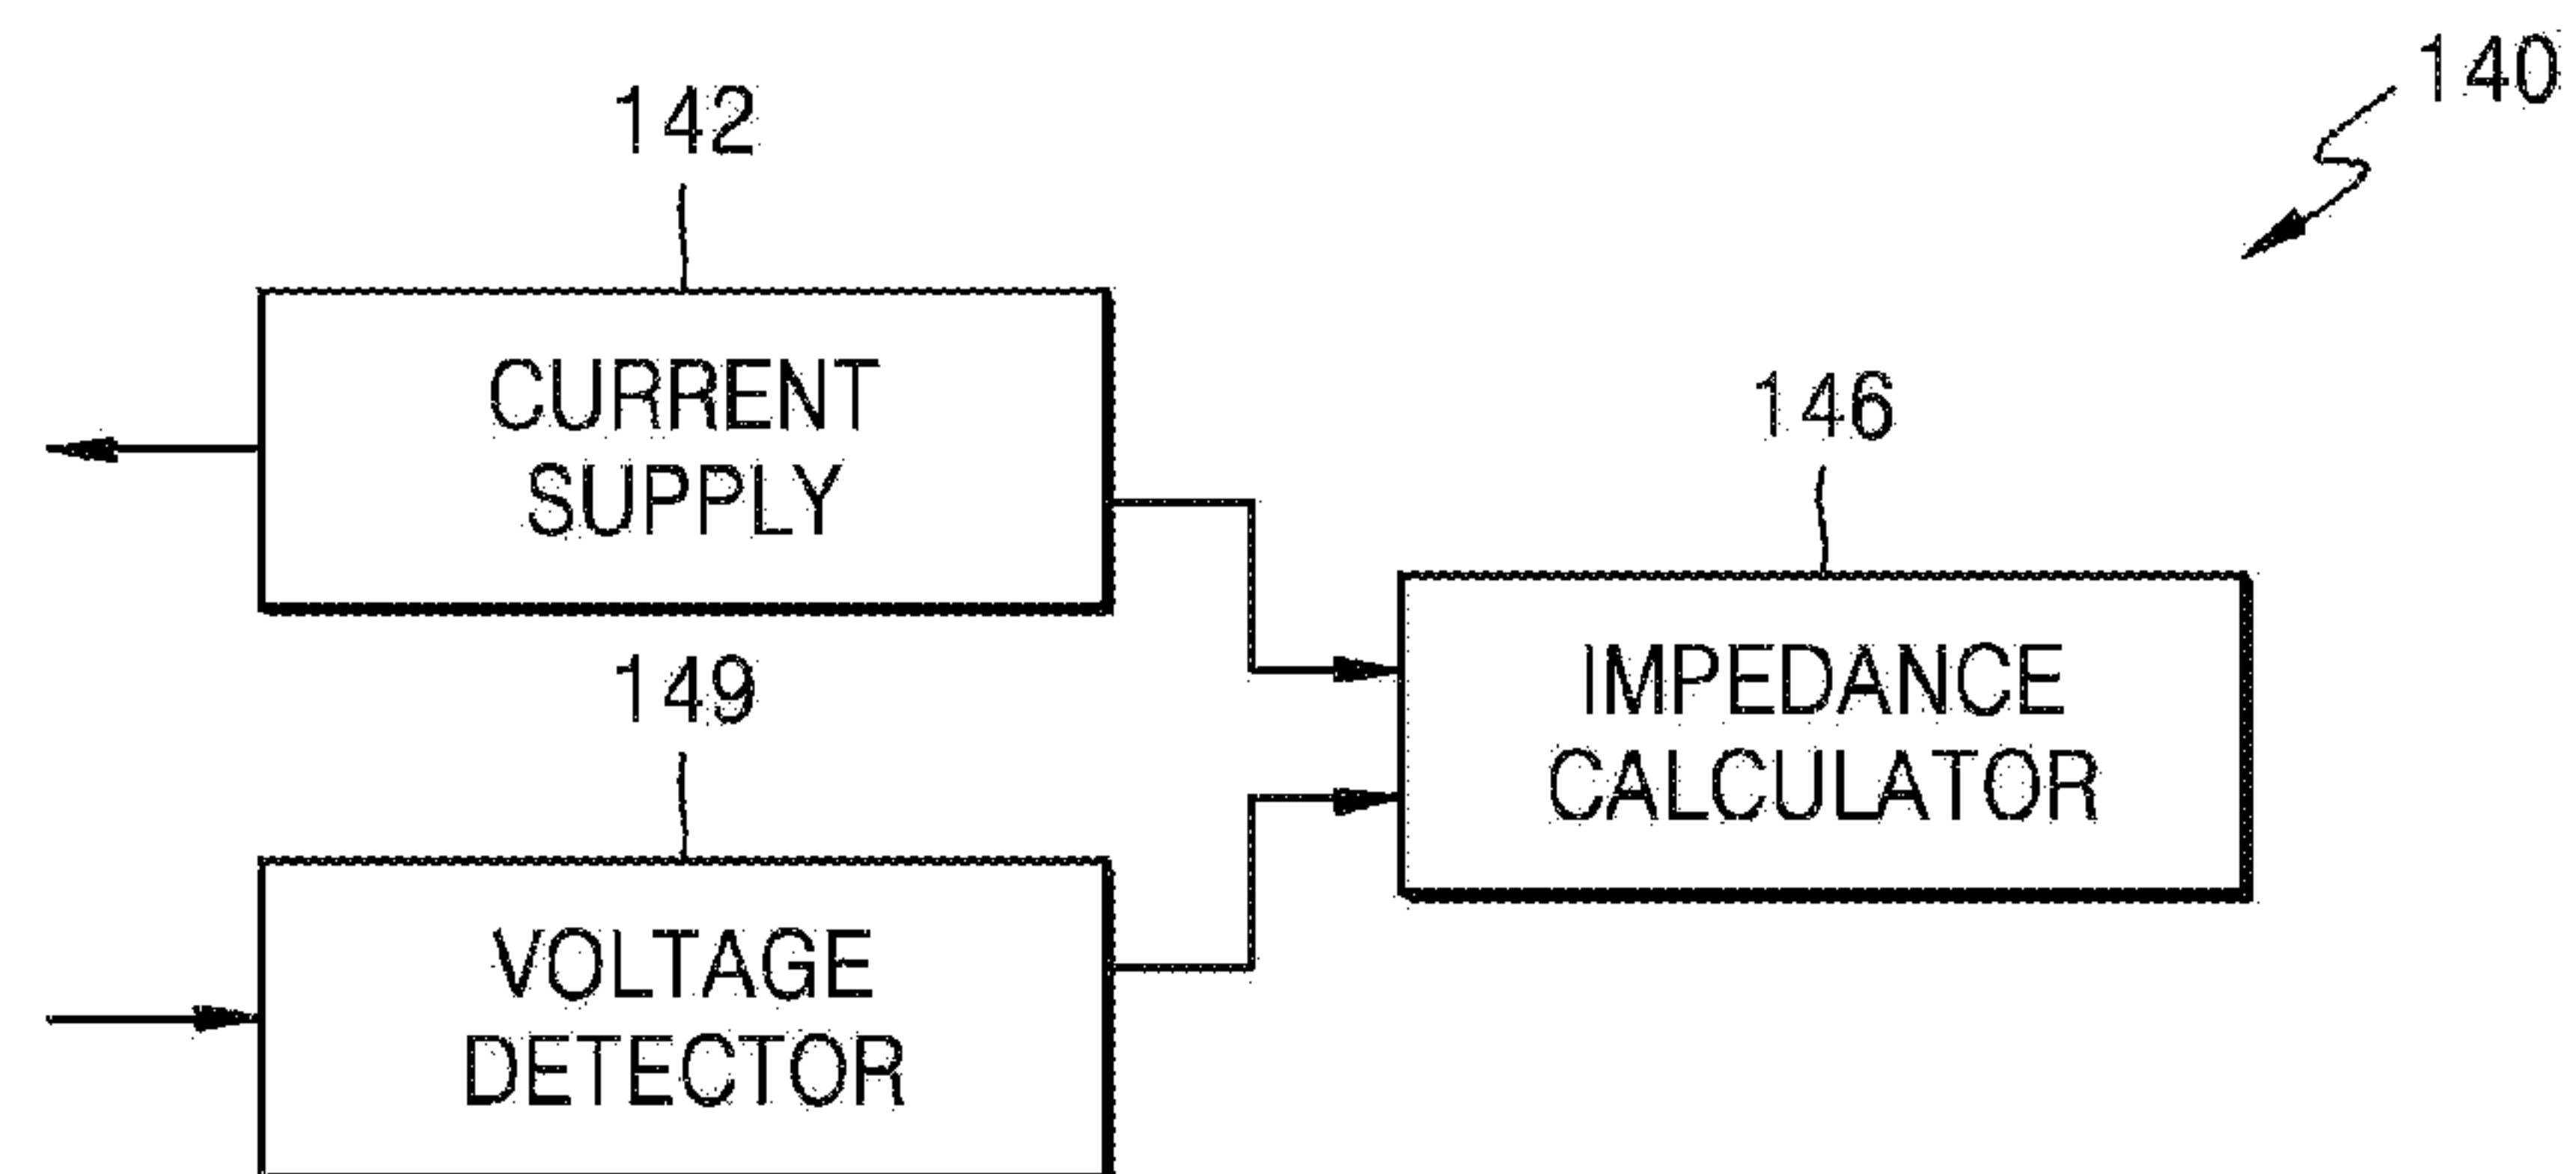 140
142
CURRENT
SUPPLY
146
IMPEDANCE
CALCULATOR
149
VOLTAGE
DETECTOR